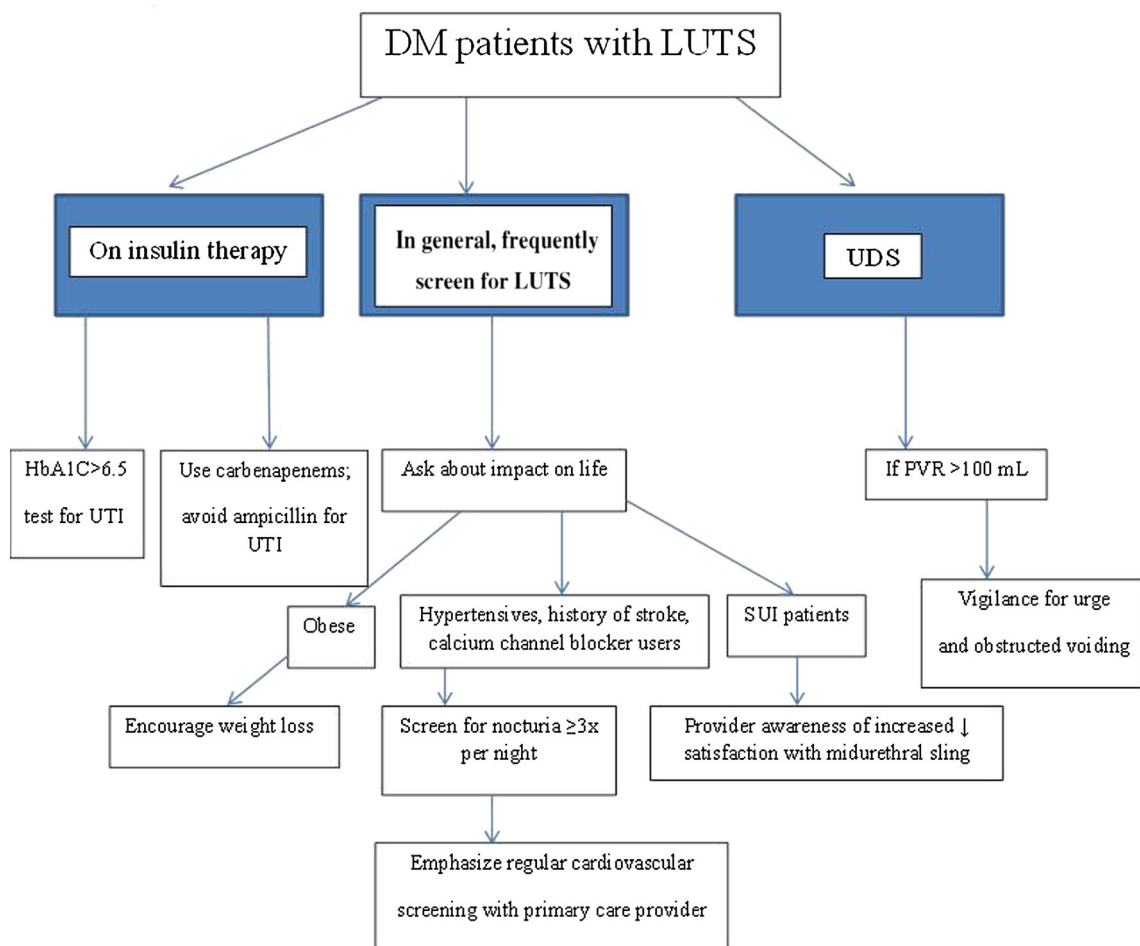 DM patients with LUTS
On insulin therapy
In general, frequently
screen for LUTS
UDS
HbA1C>6.5
test for UTI
Use carbenapenems;
avoid ampicillin for
UTI
Ask about impact on life
If PVR >100 mL
Obese
Hypertensives, history of stroke,
calcium channel blocker users
SUI patients
Vigilance for urge
and obstructed voiding
Encourage weight loss
Screen for nocturia ≥3x
per night
Provider awareness of increased ↓
satisfaction with midurethral sling
Emphasize regular cardiovascular
screening with primary care provider